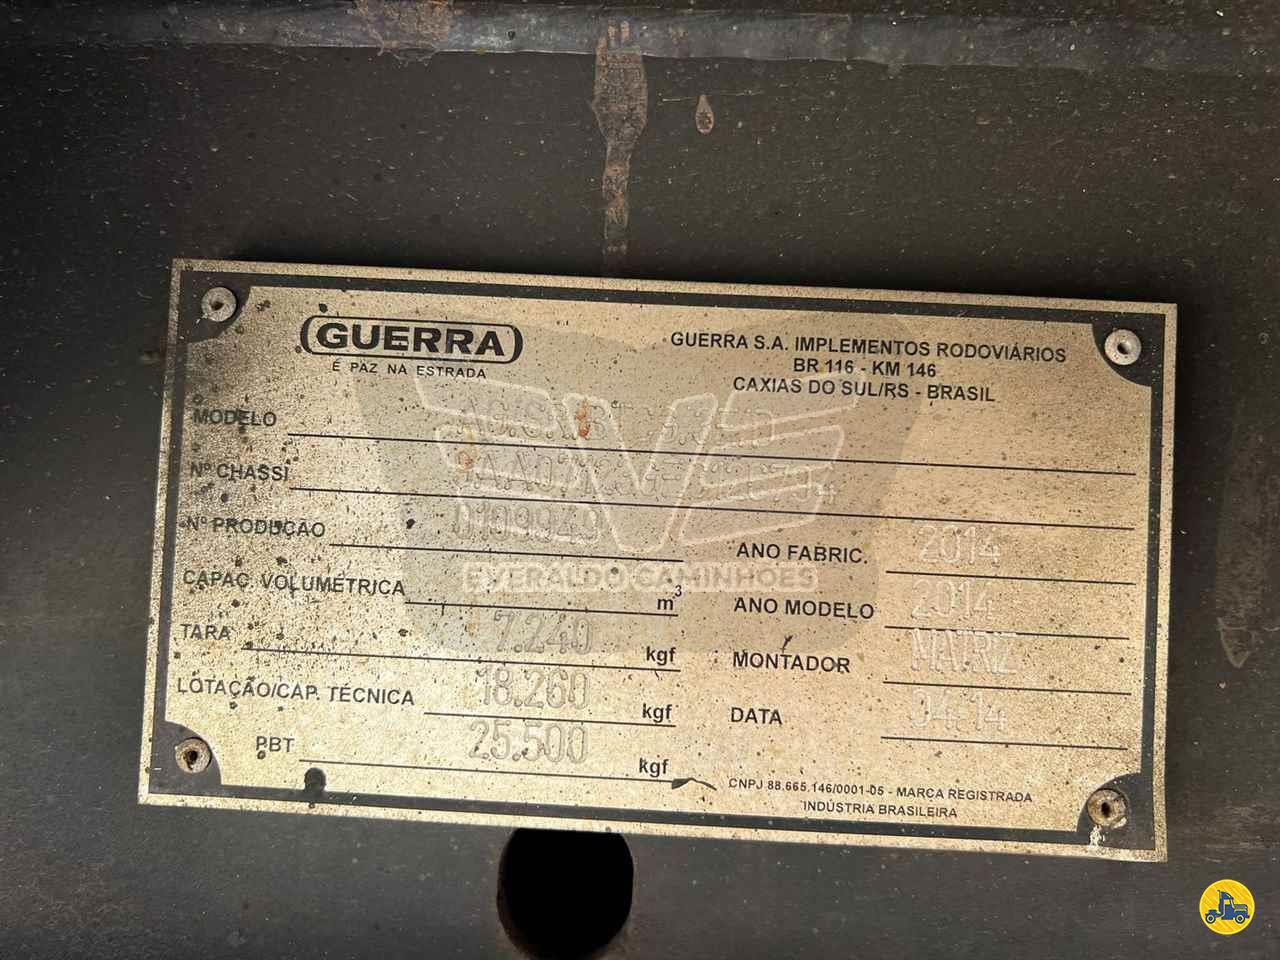 GUERRA
É PAZ NA ESTRADA
GUERRA S.A. IMPLEMENTOS RODOVIÁRIOS
BR 116 - KM 146
CAXIAS DO SUL/RS - BRASIL
MODELO
Nº CHASSI
Nº PRODUÇÃO 0109949
ANO FABRIC. 2014
CAPAC. VOLUMÉTRICA m³
ANO MODELO 2014
TARA 7.240 kgf
MONTADOR MATRIZ
LOTAÇÃO/CAP. TÉCNICA 18.260 kgf
DATA 04-14
PBT 25.500 kgf
CNPJ 88.665.146/0001-05 - MARCA REGISTRADA
INDÚSTRIA BRASILEIRA
EVERALDO CAMINHÕES